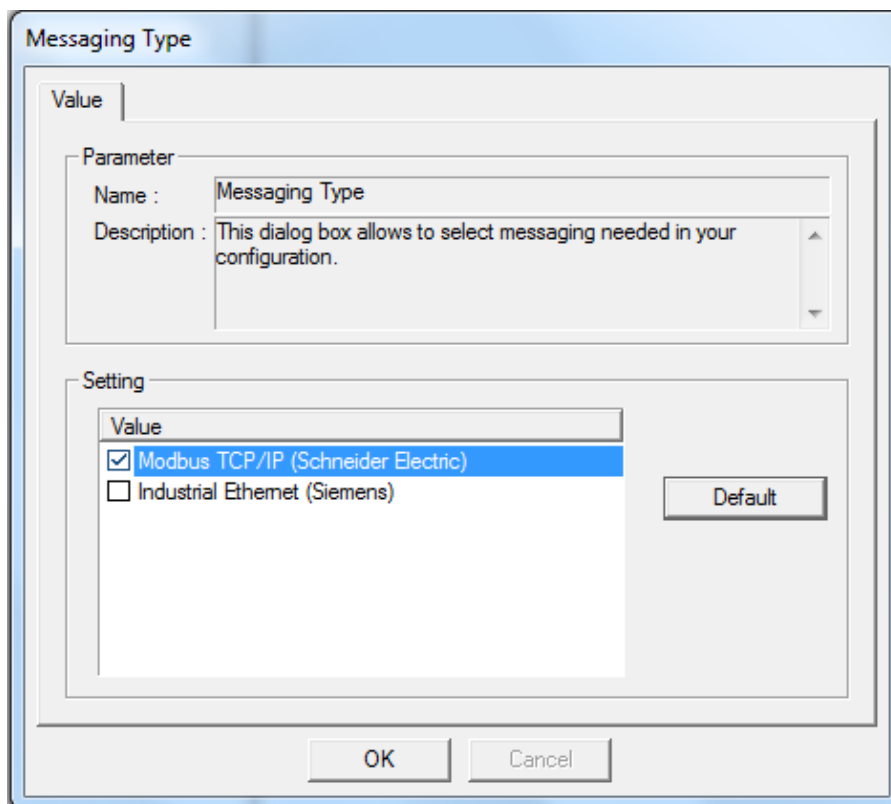 Messaging Type
Value
Parameter
Name : Messaging Type
Description : This dialog box allows to select messaging needed in your
configuration.
Setting
Value
Modbus TCP/IP (Schneider Electric)
Industrial Ethernet (Siemens)
Default
OK Cancel